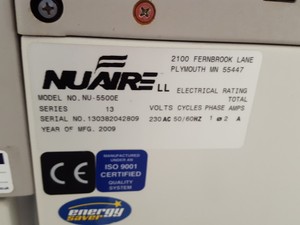 NUAIRE LL
2100 FERNBROOK LANE
PLYMOUTH MN 55447
ELECTRICAL RATING
TOTAL
MODEL NO. NU-5500E
SERIES 13
VOLTS CYCLES PHASE AMPS
SERIAL NO: 130382042809
230 AC 50/60HZ 1 ø 2 A
YEAR OF MFG. 2009
CE
MANUFACTURED UNDER AN
ISO 9001
CERTIFIED
QUALITY
SYSTEM
energy
saver